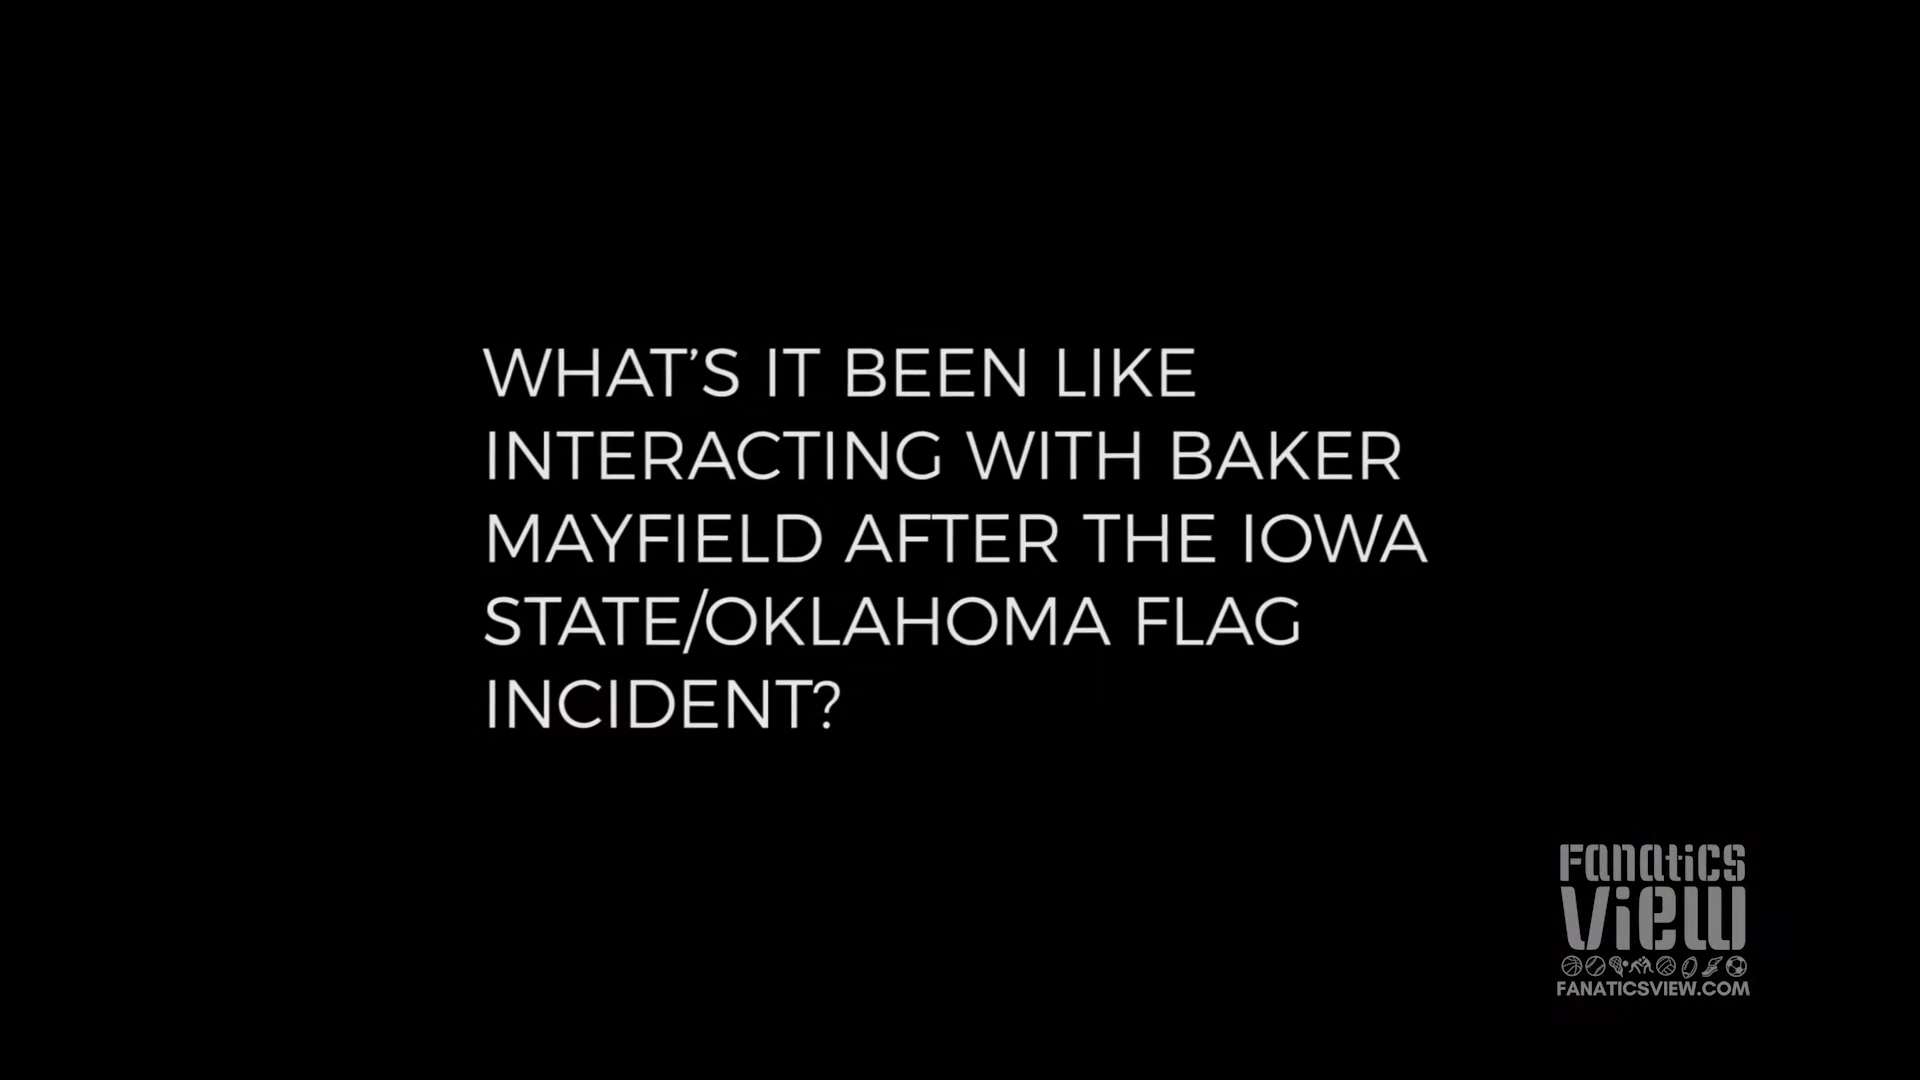 WHAT’S IT BEEN LIKE
INTERACTING WITH BAKER
MAYFIELD AFTER THE IOWA
STATE/OKLAHOMA FLAG
INCIDENT?
FANATICS
VIEW
FANATICSVIEW.COM